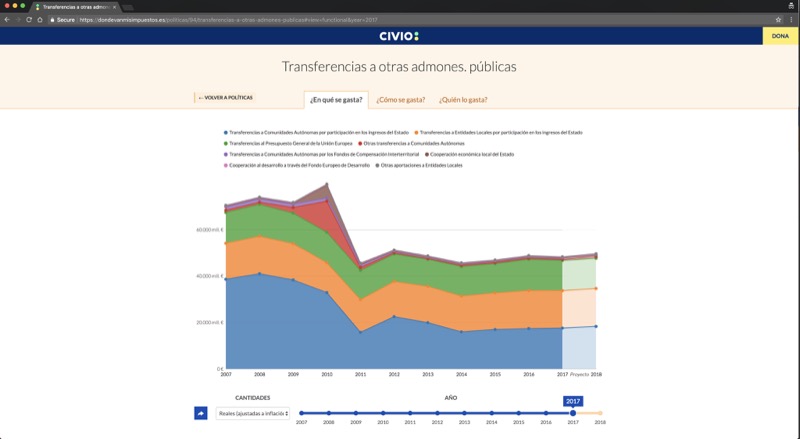 Transferencias a otras admones
Secure https://dondevanmisimpuestos.es/politicas/94/transferencias-a-otras-admones-publicas#view=functional&year=2017
CIVIO
DONA
Transferencias a otras admones. públicas
← VOLVER A POLÍTICAS
¿En qué se gasta? ¿Cómo se gasta? ¿Quién lo gasta?
Transferencias a Comunidades Autónomas por participación en los ingresos del Estado Transferencias a Entidades Locales por participación en los ingresos del Estado
Transferencias al Presupuesto General de la Unión Europea Otras transferencias a Comunidades Autónomas
Transferencias a Comunidades Autónomas por los Fondos de Compensación Interterritorial Cooperación económica local del Estado
Cooperación al desarrollo a través del Fondo Europeo de Desarrollo Otras aportaciones a Entidades Locales
60.000 mill. €
40.000 mill. €
20.000 mill. €
0 €
2007 2008 2009 2010 2011 2012 2013 2014 2015 2016 2017 Proyecto 2018
CANTIDADES AÑO
Reales (ajustadas a inflació
2017
2007 2008 2009 2010 2011 2012 2013 2014 2015 2016 2017 2018